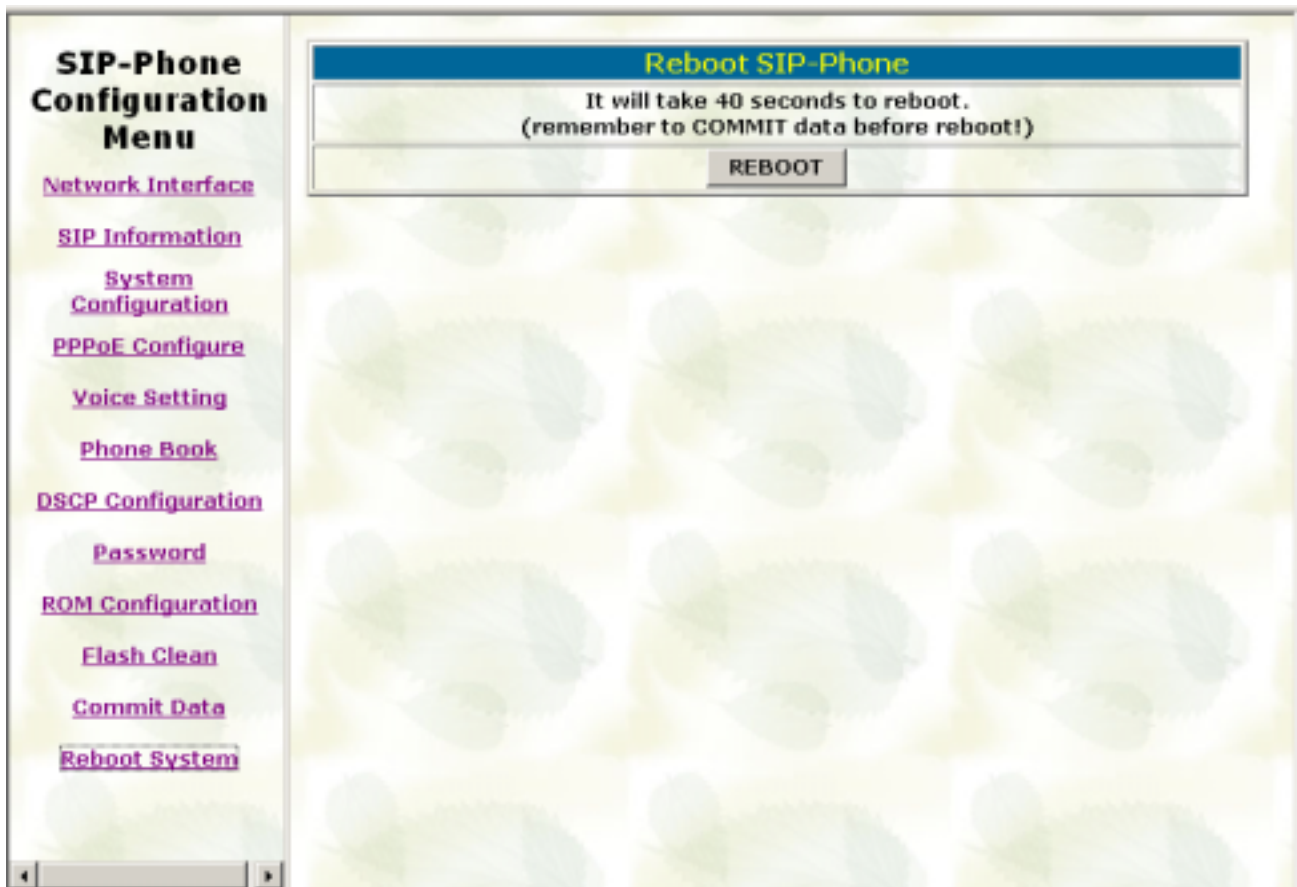 SIP-Phone
Configuration
Menu
Network Interface
SIP Information
System
Configuration
PPPoE Configure
Voice Setting
Phone Book
DSCP Configuration
Password
ROM Configuration
Flash Clean
Commit Data
Reboot System
Reboot SIP-Phone
It will take 40 seconds to reboot.
(remember to COMMIT data before reboot!)
REBOOT